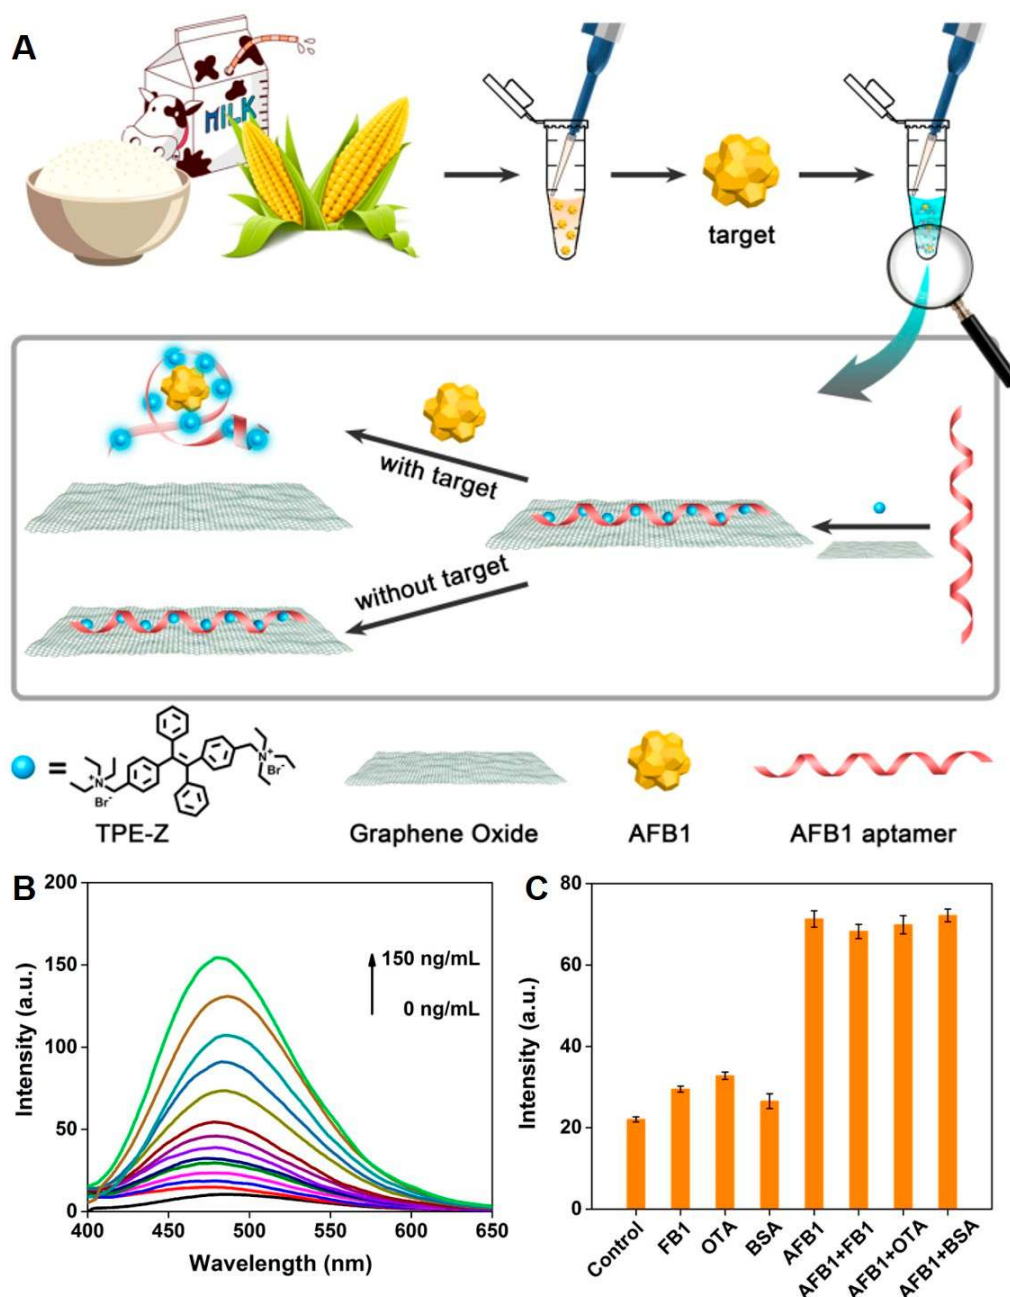 A
MILK
target
with target
without target
=
N+
Br-
N+
Br-
TPE-Z
Graphene Oxide
AFB1
AFB1 aptamer
B
200
150
100
50
0
400
450
500
550
600
650
Intensity (a.u.)
Wavelength (nm)
150 ng/mL
0 ng/mL
C
80
60
40
20
0
Intensity (a.u.)
Control
FB1
OTA
BSA
AFB1
AFB1+FB1
AFB1+OTA
AFB1+BSA